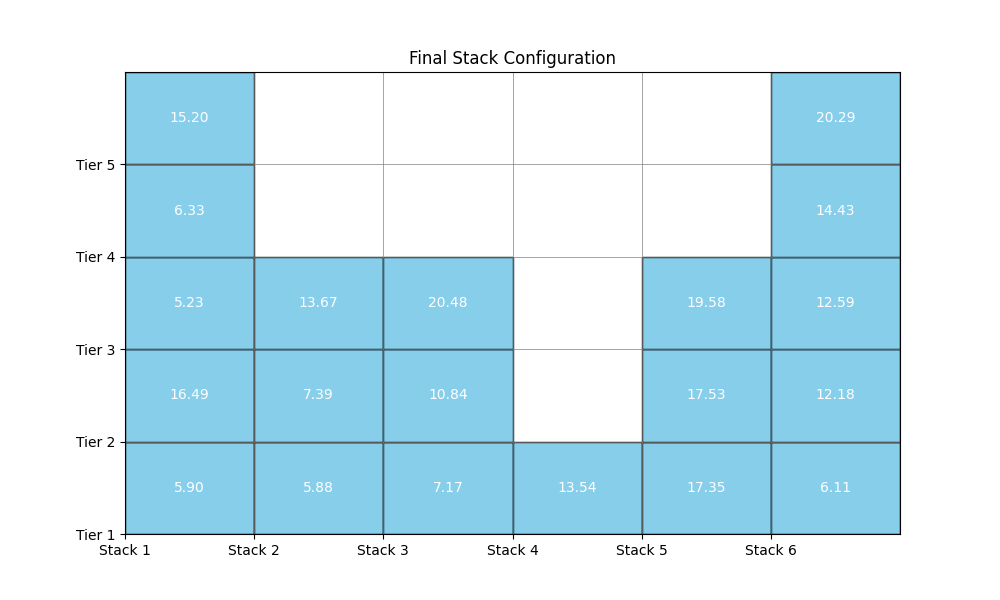 Final Stack Configuration
15.20 20.29
Tier 5
6.33 14.43
Tier 4
5.23 13.67 20.48 19.58 12.59
Tier 3
16.49 7.39 10.84 17.53 12.18
Tier 2
5.90 5.88 7.17 13.54 17.35 6.11
Tier 1
Stack 1 Stack 2 Stack 3 Stack 4 Stack 5 Stack 6